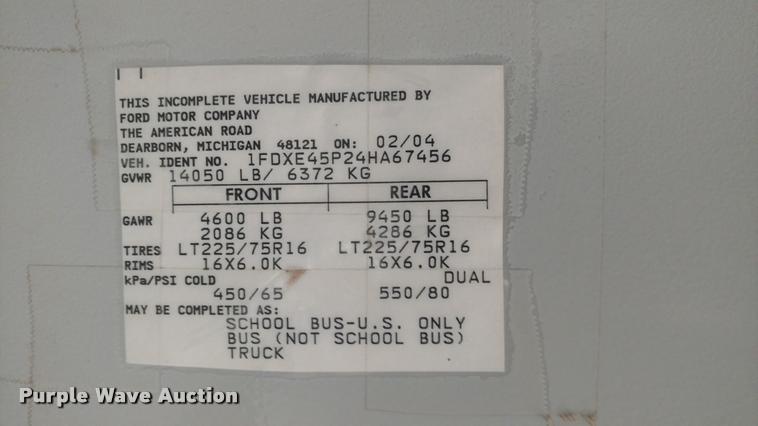 THIS INCOMPLETE VEHICLE MANUFACTURED BY
FORD MOTOR COMPANY
THE AMERICAN ROAD
DEARBORN, MICHIGAN 48121 ON: 02/04
VEH. IDENT NO. 1FDXE45P24HA67456
GVWR 14050 LB/ 6372 KG
FRONT REAR
GAWR 4600 LB 9450 LB
2086 KG 4286 KG
TIRES LT225/75R16 LT225/75R16
RIMS 16X6.0K 16X6.0K
kPa/PSI COLD DUAL
450/65 550/80
MAY BE COMPLETED AS:
SCHOOL BUS-U.S. ONLY
BUS (NOT SCHOOL BUS)
TRUCK
Purple Wave Auction